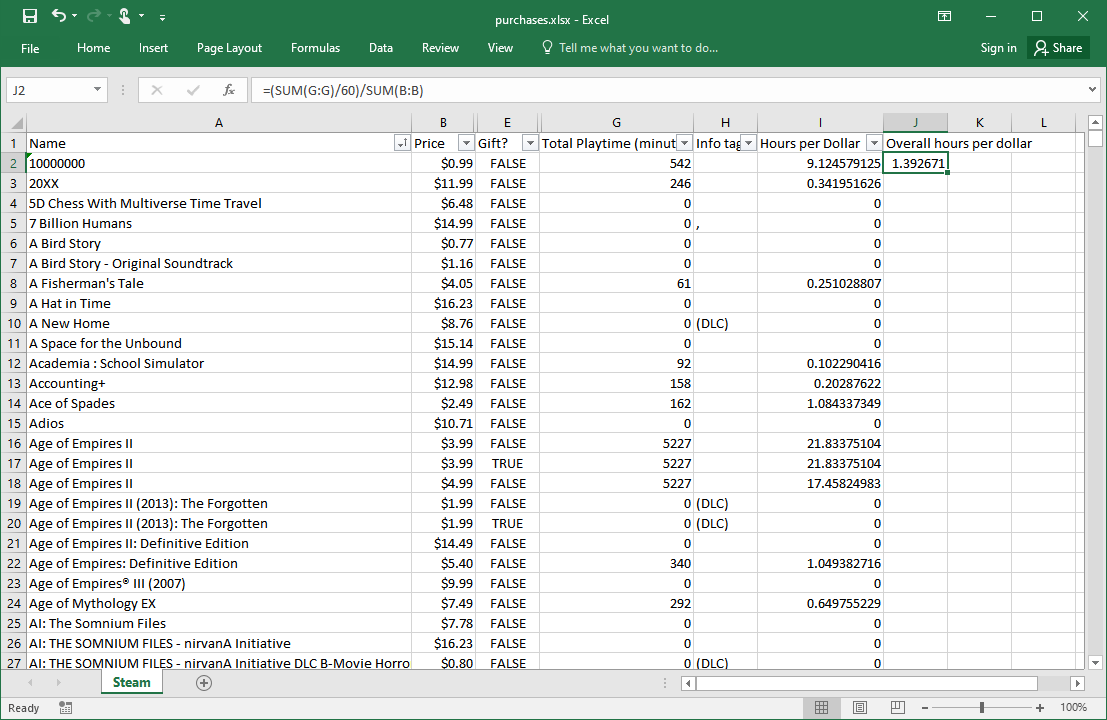 purchases.xlsx - Excel
File Home Insert Page Layout Formulas Data Review View Tell me what you want to do... Sign in Share
J2 fx =(SUM(G:G)/60)/SUM(B:B)
A B E G H I J K L
1 Name Price Gift? Total Playtime (minut Info tag Hours per Dollar Overall hours per dollar
2 10000000 $0.99 FALSE 542 9.124579125 1.392671
3 20XX $11.99 FALSE 246 0.341951626
4 5D Chess With Multiverse Time Travel $6.48 FALSE 0 0
5 7 Billion Humans $14.99 FALSE 0 , 0
6 A Bird Story $0.77 FALSE 0 0
7 A Bird Story - Original Soundtrack $1.16 FALSE 0 0
8 A Fisherman's Tale $4.05 FALSE 61 0.251028807
9 A Hat in Time $16.23 FALSE 0 0
10 A New Home $8.76 FALSE 0 (DLC) 0
11 A Space for the Unbound $15.14 FALSE 0 0
12 Academia : School Simulator $14.99 FALSE 92 0.102290416
13 Accounting+ $12.98 FALSE 158 0.20287622
14 Ace of Spades $2.49 FALSE 162 1.084337349
15 Adios $10.71 FALSE 0 0
16 Age of Empires II $3.99 FALSE 5227 21.83375104
17 Age of Empires II $3.99 TRUE 5227 21.83375104
18 Age of Empires II $4.99 FALSE 5227 17.45824983
19 Age of Empires II (2013): The Forgotten $1.99 FALSE 0 (DLC) 0
20 Age of Empires II (2013): The Forgotten $1.99 TRUE 0 (DLC) 0
21 Age of Empires II: Definitive Edition $14.49 FALSE 0 0
22 Age of Empires: Definitive Edition $5.40 FALSE 340 1.049382716
23 Age of Empires® III (2007) $9.99 FALSE 0 0
24 Age of Mythology EX $7.49 FALSE 292 0.649755229
25 AI: The Somnium Files $7.78 FALSE 0 0
26 AI: THE SOMNIUM FILES - nirvanA Initiative $16.23 FALSE 0 0
27 AI: THE SOMNIUM FILES - nirvanA Initiative DLC B-Movie Horro $0.80 FALSE 0 (DLC) 0
Steam
Ready 100%